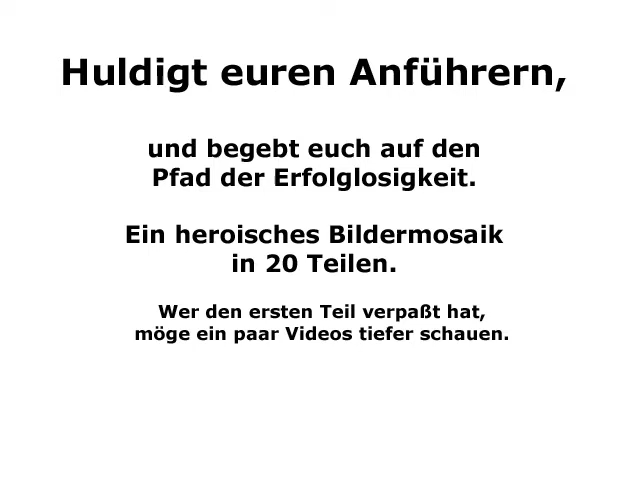 Huldigt euren Anführern,
und begebt euch auf den
Pfad der Erfolglosigkeit.
Ein heroisches Bildermosaik
in 20 Teilen.
Wer den ersten Teil verpaßt hat,
möge ein paar Videos tiefer schauen.